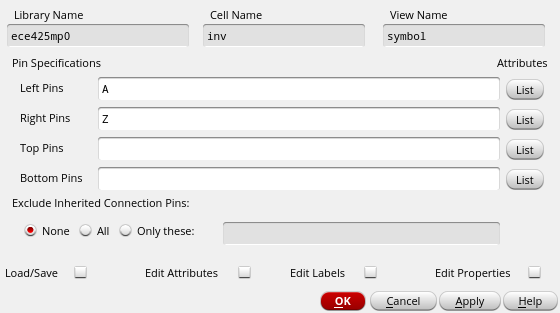 Library Name Cell Name View Name
ece425mp0 inv symbol
Pin Specifications Attributes
Left Pins A List
Right Pins Z List
Top Pins List
Bottom Pins List
Exclude Inherited Connection Pins:
None All Only these:
Load/Save Edit Attributes Edit Labels Edit Properties
OK Cancel Apply Help